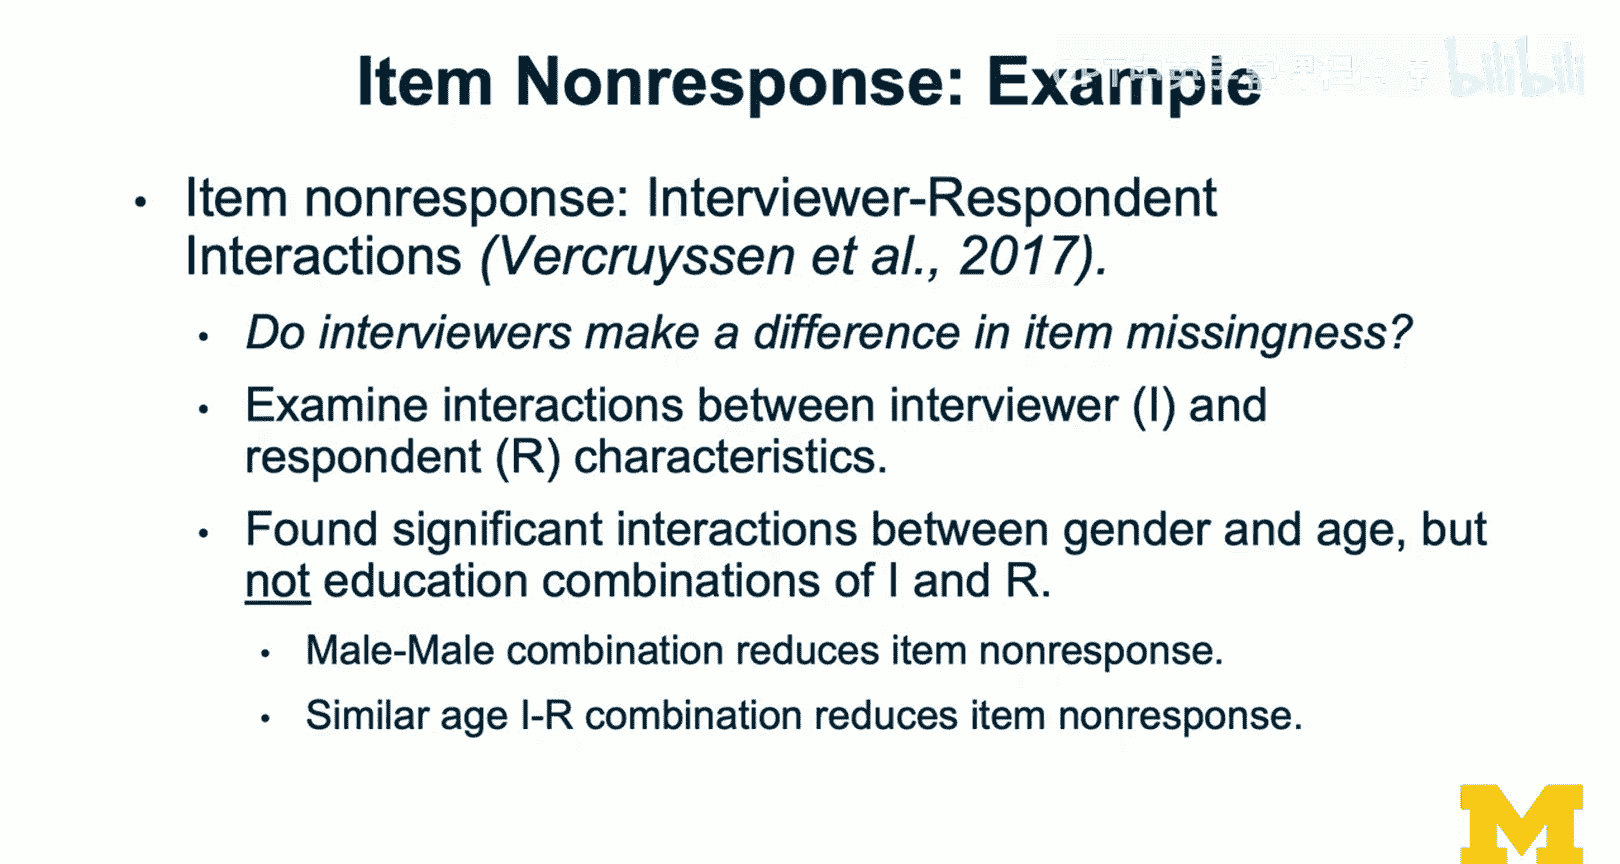 Item Nonresponse: Example
bilibili
• Item nonresponse: Interviewer-Respondent
Interactions (Vercruyssen et al., 2017).
• Do interviewers make a difference in item missingness?
• Examine interactions between interviewer (I) and
respondent (R) characteristics.
• Found significant interactions between gender and age, but
not education combinations of I and R.
• Male-Male combination reduces item nonresponse.
• Similar age I-R combination reduces item nonresponse.
M